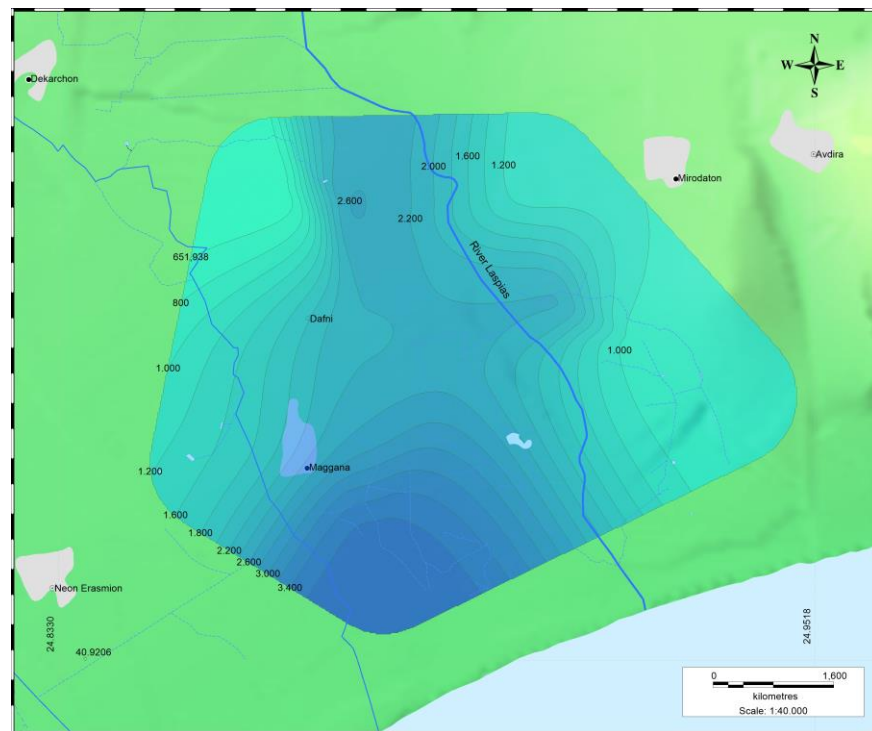 N
W E
S
Dekarchon
Avdira
Mirodaton
2.000
1.600
1.200
2.600
2.200
River Laspias
651,938
800
Dafni
1.000
1.000
Maggana
1.200
1.600
1.800
2.200
2.600
3.000
3.400
Neon Erasmion
24.8330
40.9206
24.9518
0 1,600
kilometres
Scale: 1:40.000